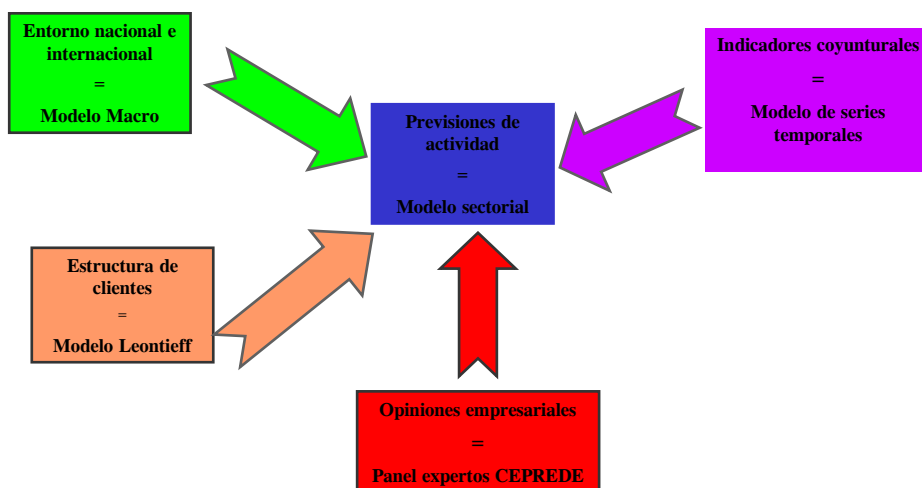 Entorno nacional e
internacional
=
Modelo Macro
Indicadores coyunturales
=
Modelo de series
temporales
Previsiones de
actividad
=
Modelo sectorial
Estructura de
clientes
=
Modelo Leontieff
Opiniones empresariales
=
Panel expertos CEPREDE